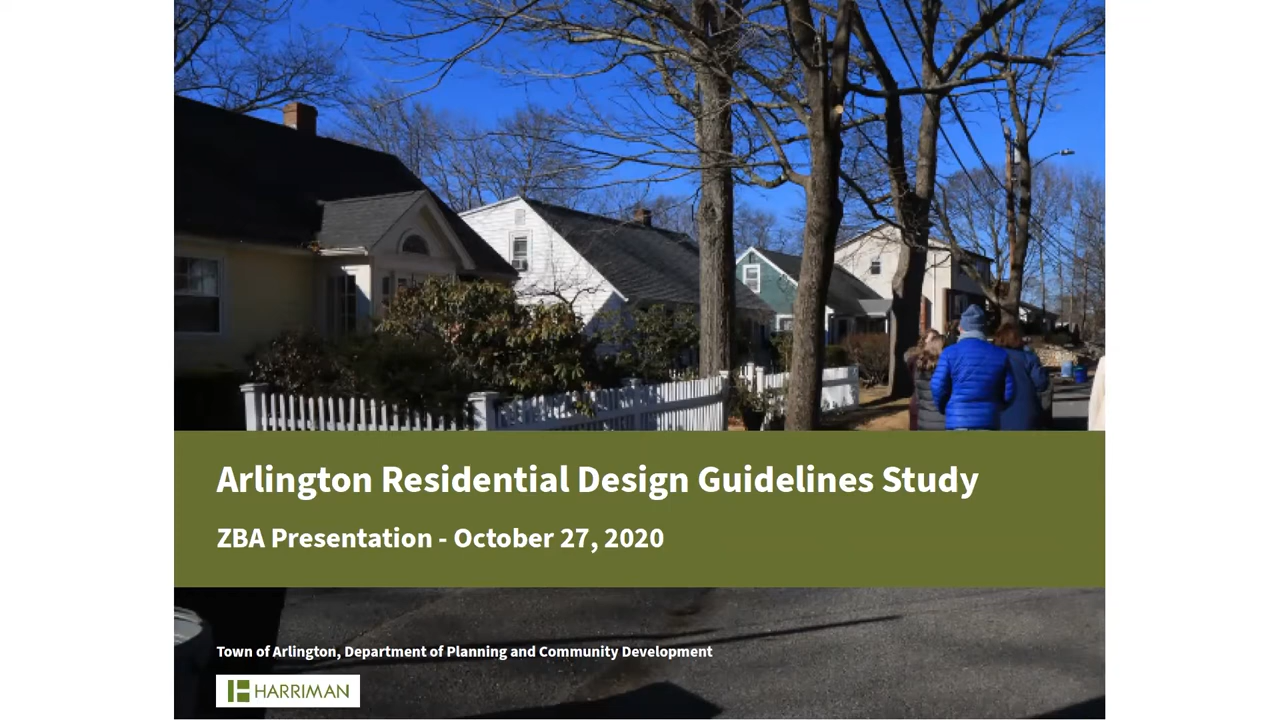 Arlington Residential Design Guidelines Study
ZBA Presentation - October 27, 2020
Town of Arlington, Department of Planning and Community Development
HARRIMAN